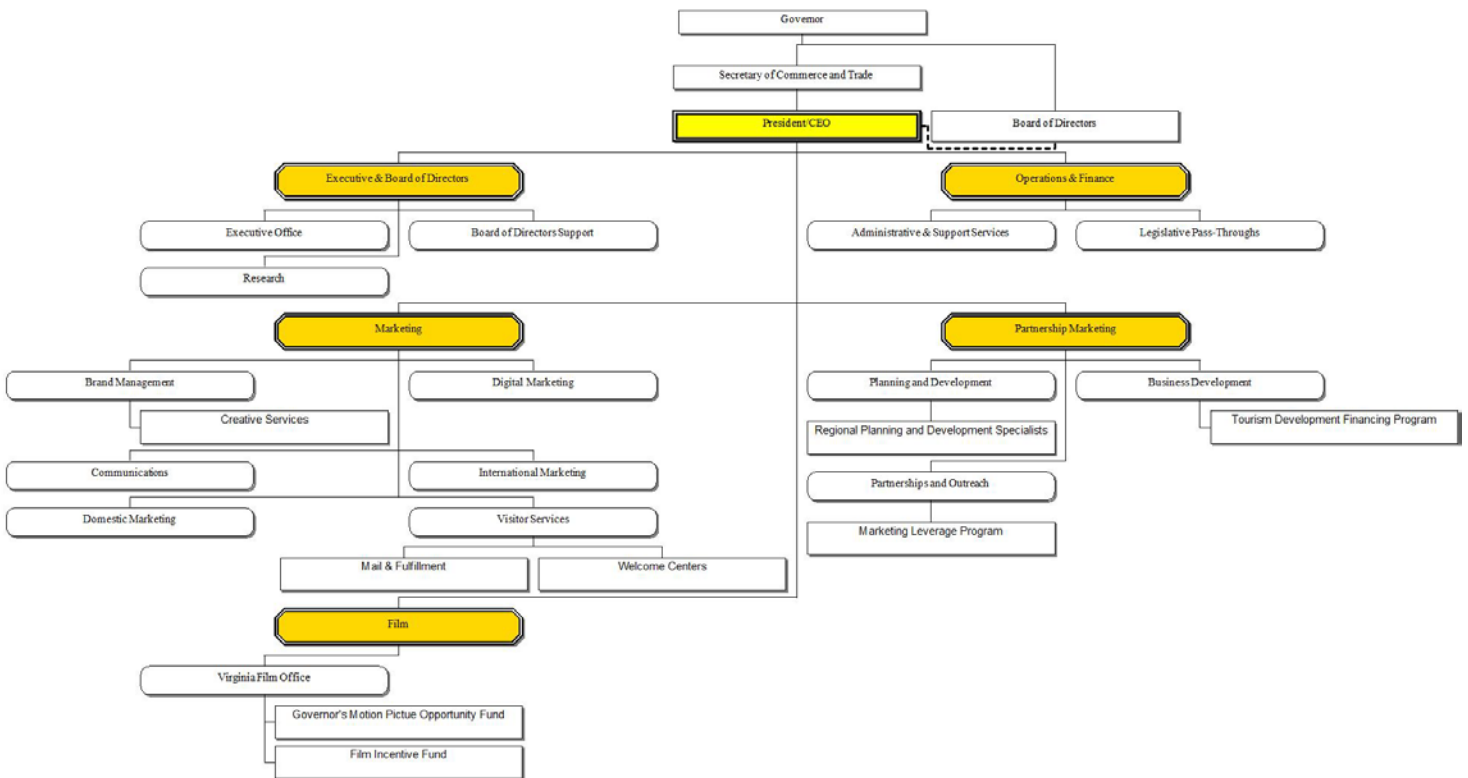 Governor
Secretary of Commerce and Trade
President/CEO
Board of Directors
Executive & Board of Directors
Operations & Finance
Executive Office
Board of Directors Support
Administrative & Support Services
Legislative Pass-Throughs
Research
Marketing
Partnership Marketing
Brand Management
Digital Marketing
Planning and Development
Business Development
Creative Services
Regional Planning and Development Specialists
Tourism Development Financing Program
Communications
International Marketing
Partnerships and Outreach
Domestic Marketing
Visitor Services
Marketing Leverage Program
Mail & Fulfillment
Welcome Centers
Film
Virginia Film Office
Governor's Motion Pictue Opportunity Fund
Film Incentive Fund